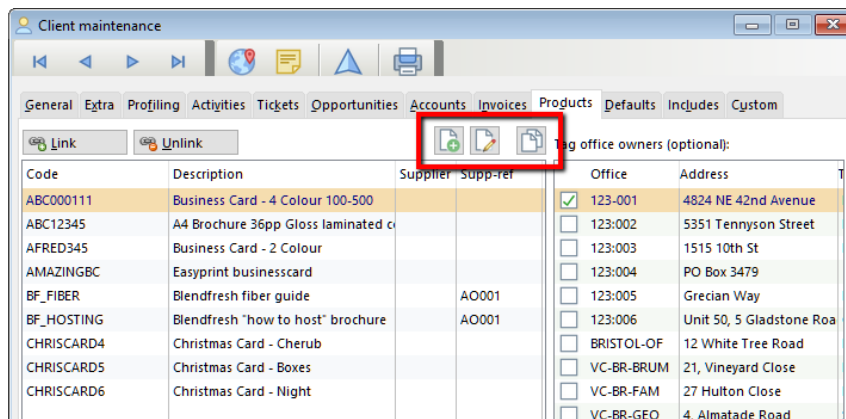 Client maintenance
General Extra Profiling Activities Tickets Opportunities Accounts Invoices Products Defaults Includes Custom
Link Unlink Tag office owners (optional):
Code Description Supplier Supp-ref Office Address T
ABC000111 Business Card - 4 Colour 100-500 123-001 4824 NE 42nd Avenue
ABC12345 A4 Brochure 36pp Gloss laminated c 123:002 5351 Tennyson Street
AFRED345 Business Card - 2 Colour 123:003 1515 10th St
AMAZINGBC Easyprint businesscard 123:004 PO Box 3479
BF_FIBER Blendfresh fiber guide AO001 123:005 Grecian Way
BF_HOSTING Blendfresh "how to host" brochure AO001 123:006 Unit 50, 5 Gladstone Roa
CHRISCARD4 Christmas Card - Cherub BRISTOL-OF 12 White Tree Road
CHRISCARD5 Christmas Card - Boxes VC-BR-BRUM 21, Vineyard Close
CHRISCARD6 Christmas Card - Night VC-BR-FAM 27 Hulton Close
VC-BR-GEO 4, Almatade Road